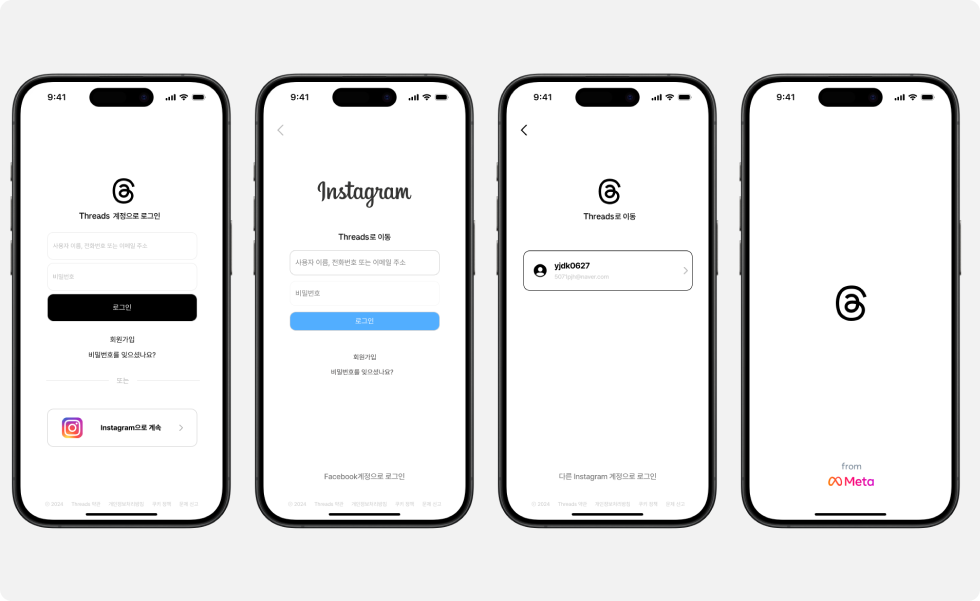 9:41
Threads 계정으로 로그인
사용자 이름, 전화번호 또는 이메일 주소
비밀번호
로그인
회원가입
비밀번호를 잊으셨나요?
또는
Instagram으로 계속
© 2024 Threads 약관 개인정보처리방침 쿠키 정책 문제 신고
9:41
Instagram
Threads로 이동
사용자 이름, 전화번호 또는 이메일 주소
비밀번호
로그인
회원가입
비밀번호를 잊으셨나요?
Facebook계정으로 로그인
© 2024 Threads 약관 개인정보처리방침 쿠키 정책 문제 신고
9:41
Threads로 이동
yjdk0627
다른 Instagram 계정으로 로그인
© 2024 Threads 약관 개인정보처리방침 쿠키 정책 문제 신고
9:41
from
Meta